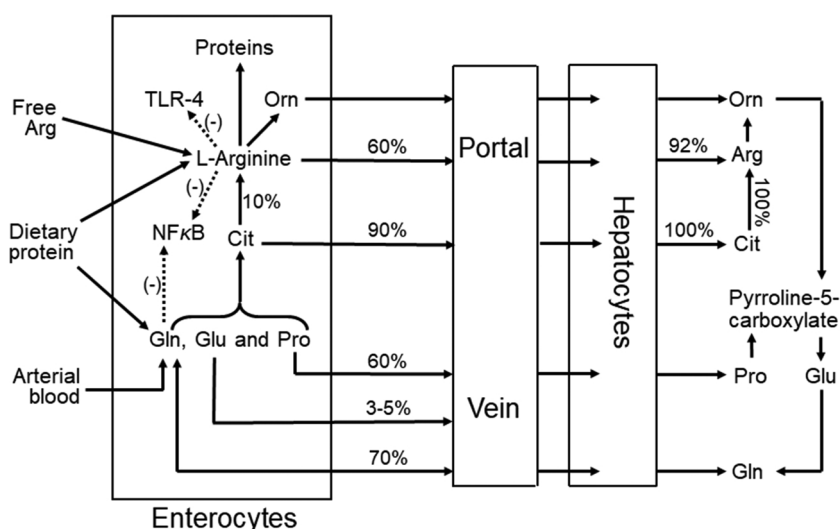 Proteins
TLR-4
Orn
Free
Arg
(-)
L-Arginine
60%
Portal
92%
Orn
Arg
(-)
10%
100%
Dietary
protein
NFκB
Cit
90%
Hepatocytes
100%
Cit
(-)
Pyrroline-5-
carboxylate
Gln, Glu and Pro
60%
Arterial
blood
Pro
Glu
3-5%
Vein
70%
Gln
Enterocytes